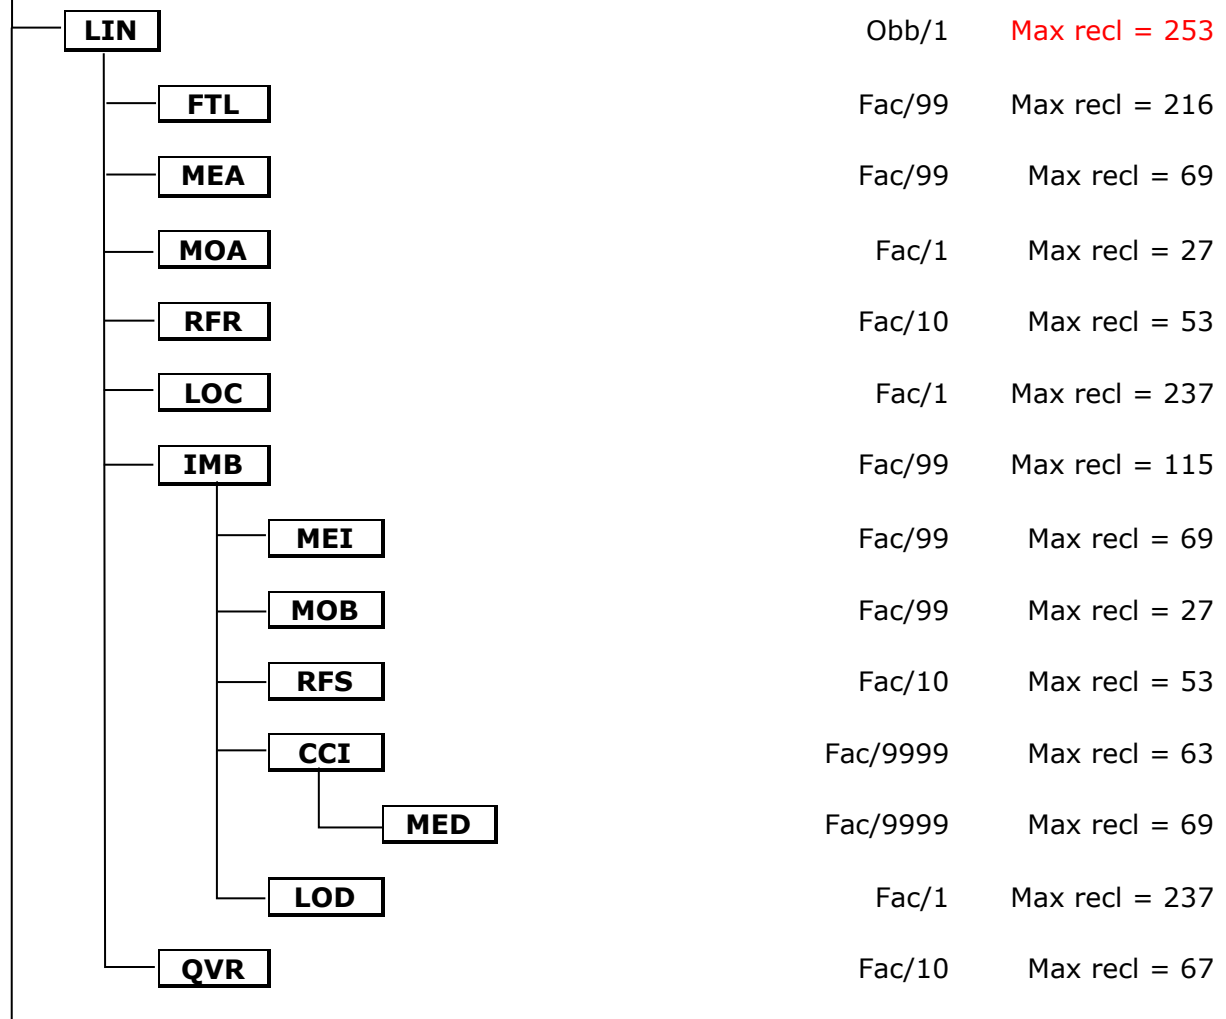 LIN Obb/1 Max recl = 253
FTL Fac/99 Max recl = 216
MEA Fac/99 Max recl = 69
MOA Fac/1 Max recl = 27
RFR Fac/10 Max recl = 53
LOC Fac/1 Max recl = 237
IMB Fac/99 Max recl = 115
MEI Fac/99 Max recl = 69
MOB Fac/99 Max recl = 27
RFS Fac/10 Max recl = 53
CCI Fac/9999 Max recl = 63
MED Fac/9999 Max recl = 69
LOD Fac/1 Max recl = 237
QVR Fac/10 Max recl = 67